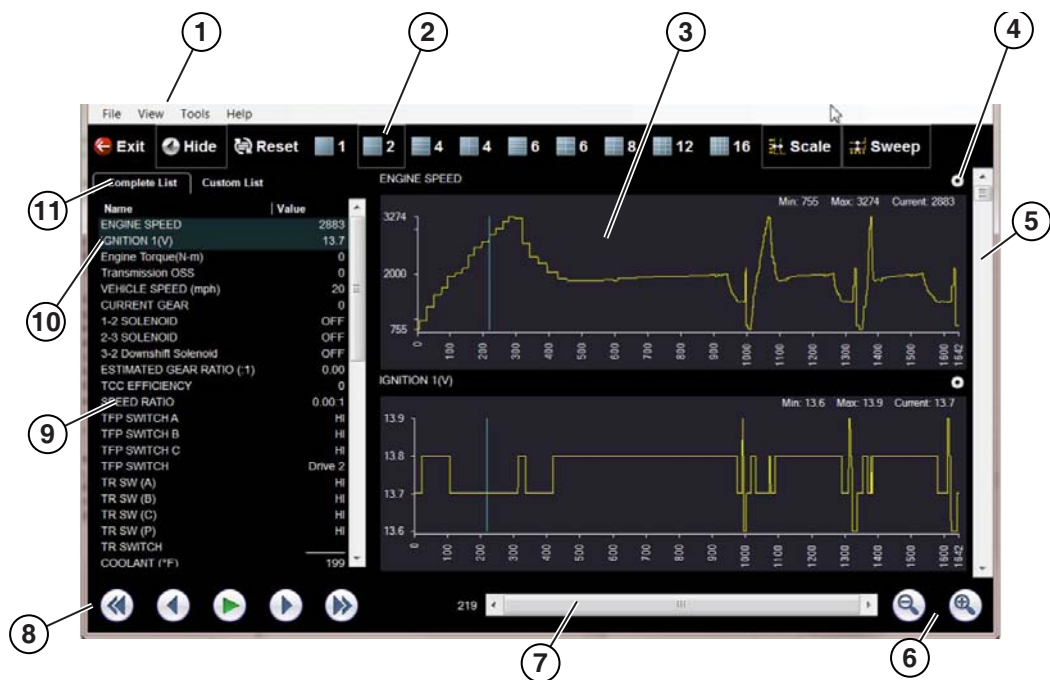 1 2 3 4
File View Tools Help
Exit Hide Reset 1 2 4 4 6 6 8 12 16 Scale Sweep
Complete List Custom List
11
Name Value
ENGINE SPEED 2883
IGNITION 1(V) 13.7
Engine Torque(N-m) 0
Transmission OSS 0
VEHICLE SPEED (mph) 20
CURRENT GEAR 0
1-2 SOLENOID OFF
2-3 SOLENOID OFF
3-2 Downshift Solenoid OFF
ESTIMATED GEAR RATIO (:1) 0.00
TCC EFFICIENCY 0
SPEED RATIO 0.00:1
TFP SWITCH A HI
TFP SWITCH B HI
TFP SWITCH C HI
TFP SWITCH Drive 2
TR SW (A) HI
TR SW (B) HI
TR SW (C) HI
TR SW (P) HI
TR SWITCH
COOLANT (°F) 199
10
9
ENGINE SPEED
Min: 755 Max: 3274 Current: 2883
3274
2000
755
0 100 200 300 400 500 600 700 800 900 1000 1100 1200 1300 1400 1500 1600 1642
5
IGNITION 1(V)
Min: 13.6 Max: 13.9 Current: 13.7
13.9
13.8
13.7
13.6
0 100 200 300 400 500 600 700 800 900 1000 1100 1200 1300 1400 1500 1600 1642
219
8 7 6